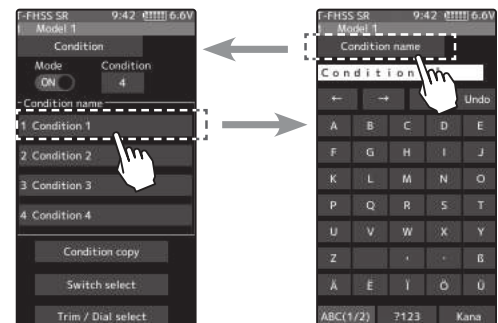 T-FHSS SR 9:42 6.6V
Model 1
Condition
Mode Condition
ON 4
Condition name
1 Condition 1
2 Condition 2
3 Condition 3
4 Condition 4
Condition copy
Switch select
Trim / Dial select
T-FHSS SR 9:42 6.6V
Model 1
Condition name
Condition
← → Undo
A B C D E
F G H I J
K L M N O
P Q R S T
U V W X Y
Z , . ß
Ä Ë Ï Ö Ü
ABC(1/2) ?123 Kana